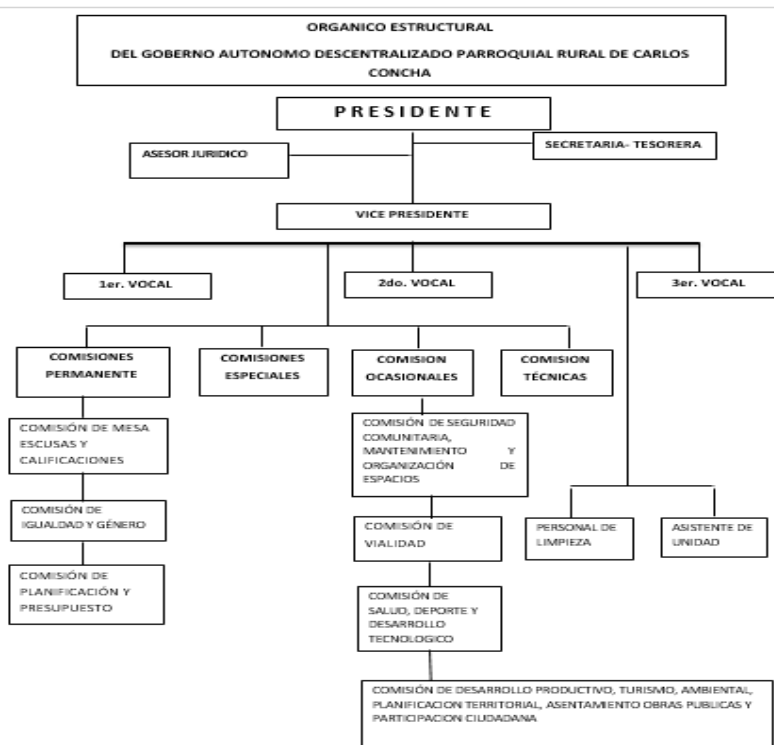 ORGANICO ESTRUCTURAL
DEL GOBERNO AUTONOMO DESCENTRALIZADO PARROQUIAL RURAL DE CARLOS
CONCHA
PRESIDENTE
SECRETARIA- TESORERA
ASESOR JURIDICO
VICE PRESIDENTE
1er. VOCAL
2do. VOCAL
3er. VOCAL
COMISIONES
PERMANENTE
COMISIONES
ESPECIALES
COMISION
OCASIONALES
COMISION
TÉCNICAS
COMISIÓN DE MESA
ESCUSAS Y
CALIFICACIONES
COMISIÓN DE
IGUALDAD Y GÉNERO
COMISIÓN DE
PLANIFICACIÓN Y
PRESUPUESTO
COMISIÓN DE SEGURIDAD
COMUNITARIA,
MANTENIMIENTO Y
ORGANIZACIÓN DE
ESPACIOS
COMISIÓN DE
VIALIDAD
COMISIÓN DE
SALUD, DEPORTE Y
DESARROLLO
TECNOLOGICO
COMISIÓN DE DESARROLLO PRODUCTIVO, TURISMO, AMBIENTAL,
PLANIFICACION TERRITORIAL, ASENTAMIENTO OBRAS PUBLICAS Y
PARTICIPACION CIUDADANA
PERSONAL DE
LIMPIEZA
ASISTENTE DE
UNIDAD